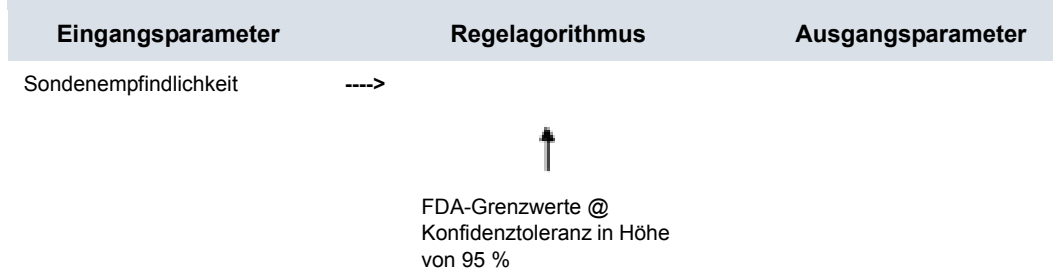 Eingangsparameter Regelagorithmus Ausgangsparameter
Sondenempfindlichkeit ---->
FDA-Grenzwerte @
Konfidenztoleranz in Höhe
von 95 %